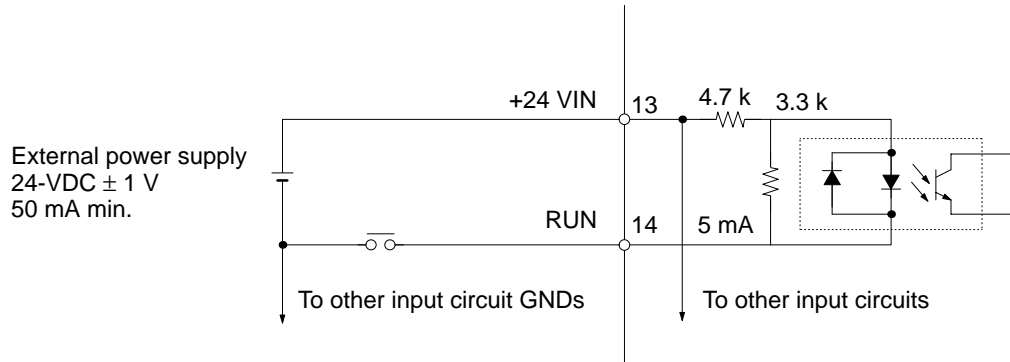 +24 VIN
13
4.7 k
3.3 k
External power supply
24-VDC ± 1 V
50 mA min.
RUN
14
5 mA
To other input circuit GNDs
To other input circuits